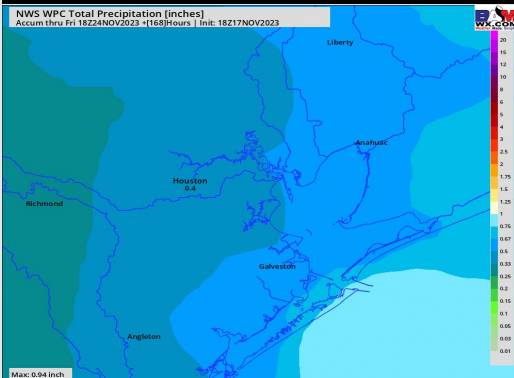 NWS WPC Total Precipitation [inches]
Accum thru Fri 18Z24NOV2023 +[168]Hours | Init: 18Z17NOV2023
BAM
WX.COM
Liberty
Anahuac
Houston
0.4
Richmond
Galveston
Angleton
Max: 0.94 inch
20
15
12
10
8
6
5
4
3
2.5
2
1.75
1.5
1.25
1
0.75
0.67
0.5
0.33
0.25
0.2
0.15
0.1
0.05
0.03
0.01